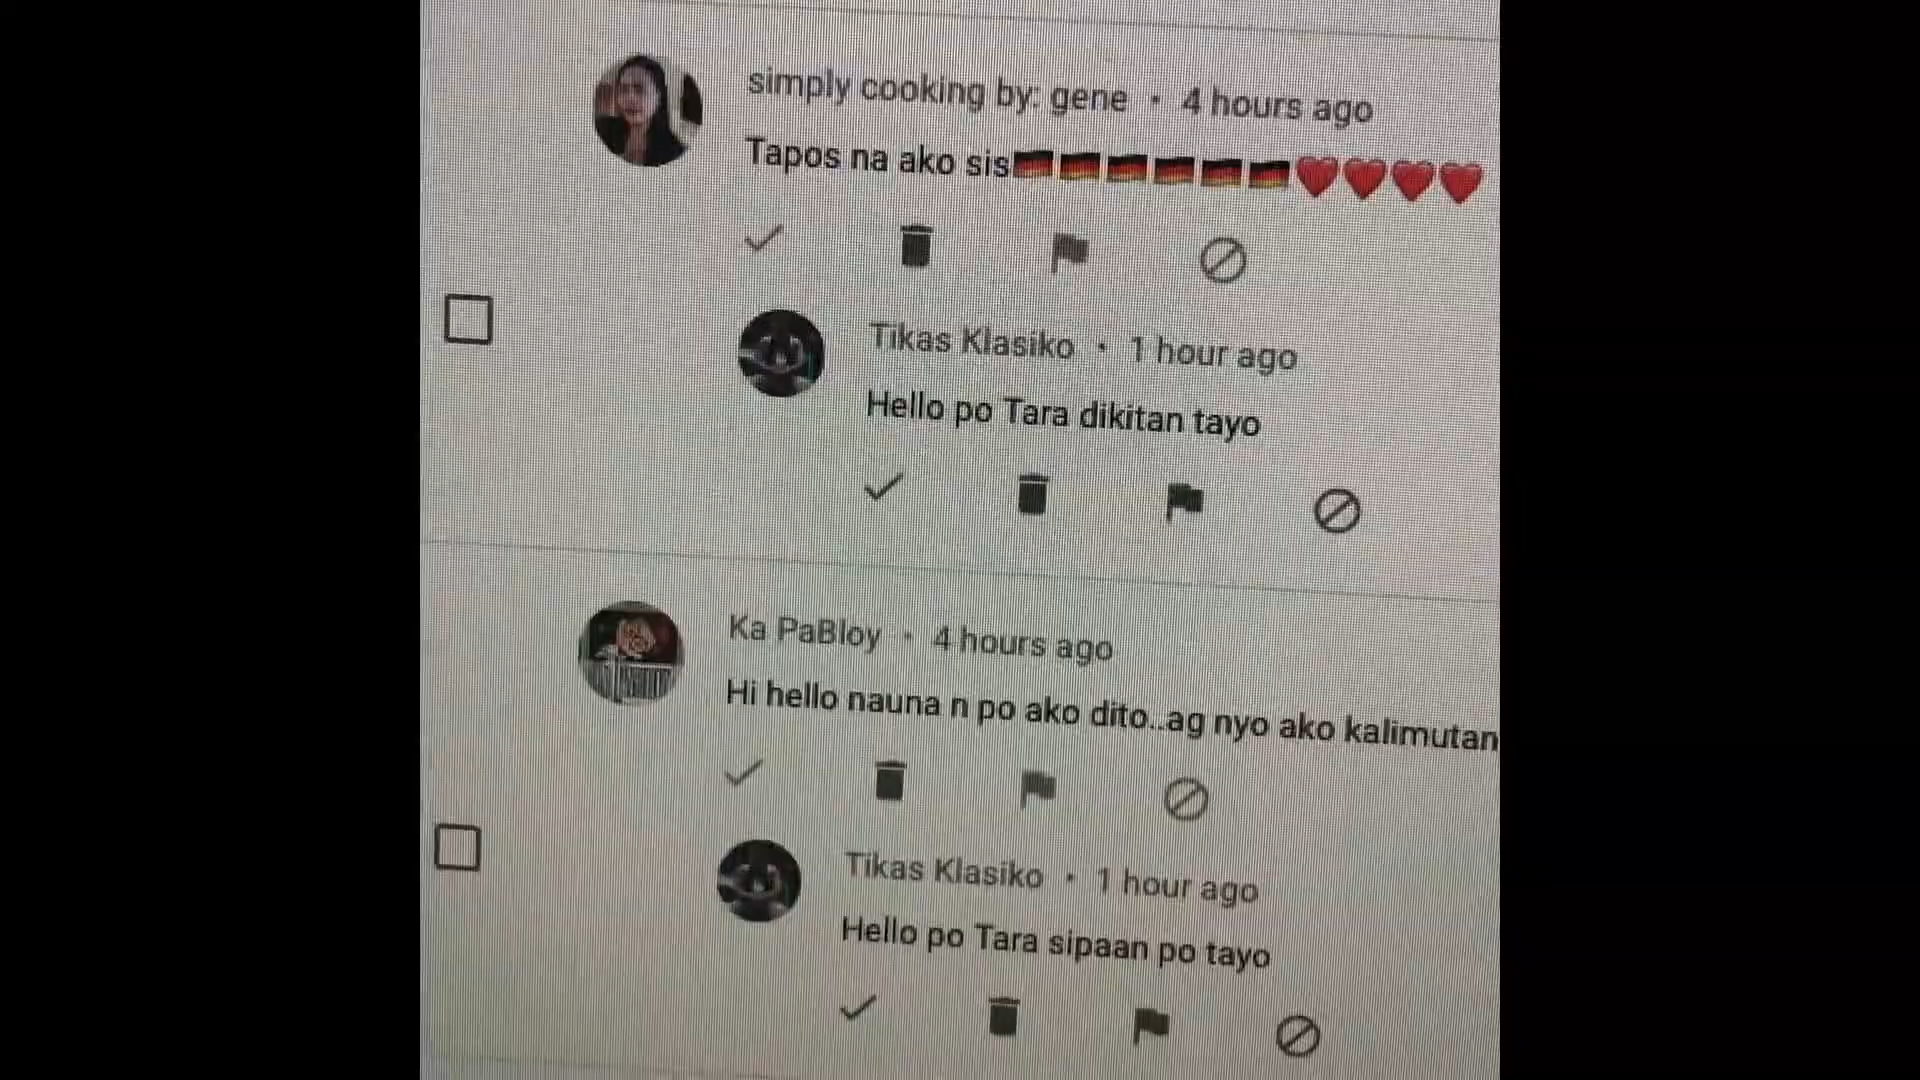 simply cooking by: gene · 4 hours ago
Tapos na ako sis🇩🇪🇩🇪🇩🇪🇩🇪🇩🇪🇩🇪❤️❤️❤️❤️
Tikas Klasiko · 1 hour ago
Hello po Tara dikitan tayo
Ka PaBloy · 4 hours ago
Hi hello nauna n po ako dito..ag nyo ako kalimutan
Tikas Klasiko · 1 hour ago
Hello po Tara sipaan po tayo